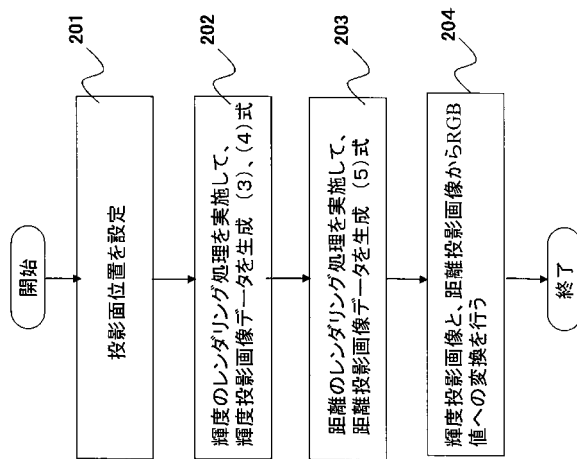 開始
201
投影面位置を設定
202
輝度のレンダリング処理を実施して、
輝度投影画像データを生成 (3)、(4)式
203
距離のレンダリング処理を実施して、
距離投影画像データを生成 (5)式
204
輝度投影画像と、距離投影画像からRGB
値への変換を行う
終了